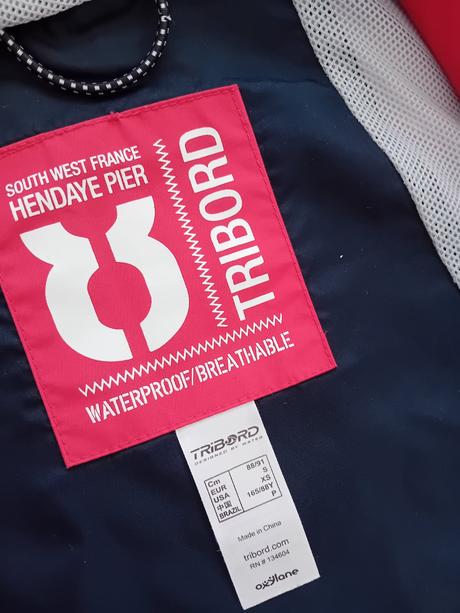 SOUTH WEST FRANCE
HENDAYE PIER
TRIBORD
WATERPROOF/BREATHABLE
TRIBORD
DESIGNED BY WATER
Cm 88/91
EUR S
USA XS
中国 165/88Y
BRAZIL P
Made in China
tribord.com
RN # 134604
oxylane